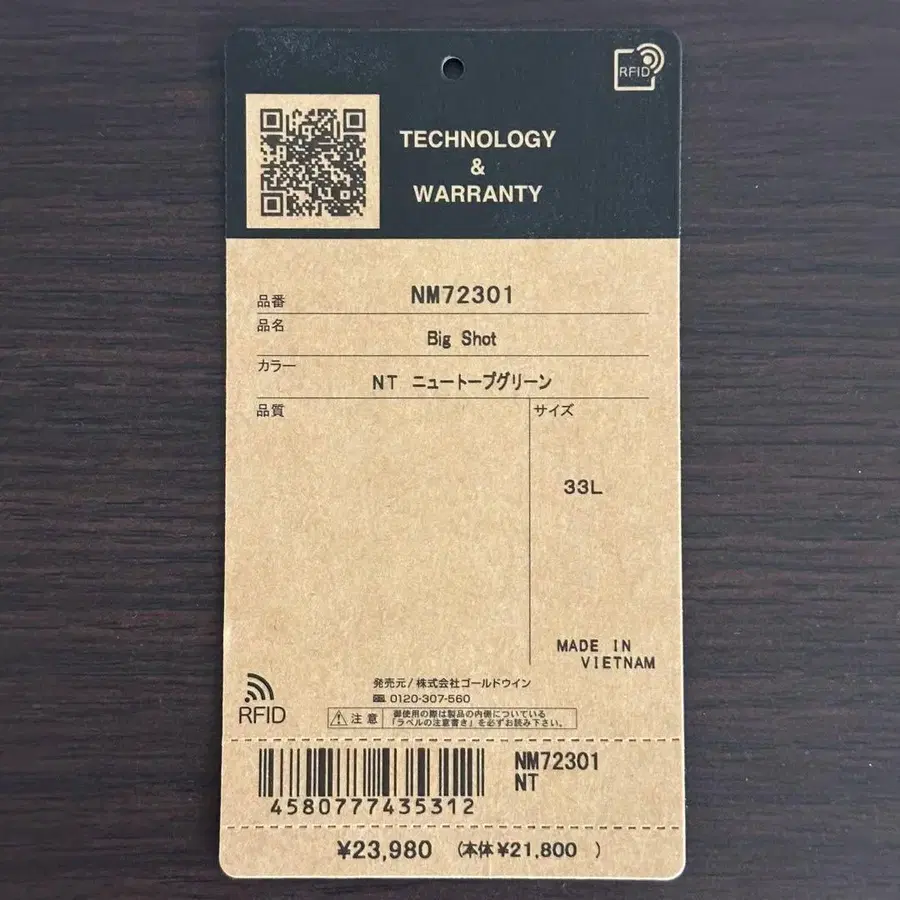 RFID
TECHNOLOGY
&
WARRANTY
品番 NM72301
品名 Big Shot
カラー NT ニュートープグリーン
品質 サイズ
33L
MADE IN
VIETNAM
発売元/株式会社ゴールドウイン
0120-307-560
RFID
注意 御使用の際は製品の内側についている
「ラベルの注意書き」を必ずお読み下さい。
NM72301
NT
4580777435312
¥23,980 (本体¥21,800 )